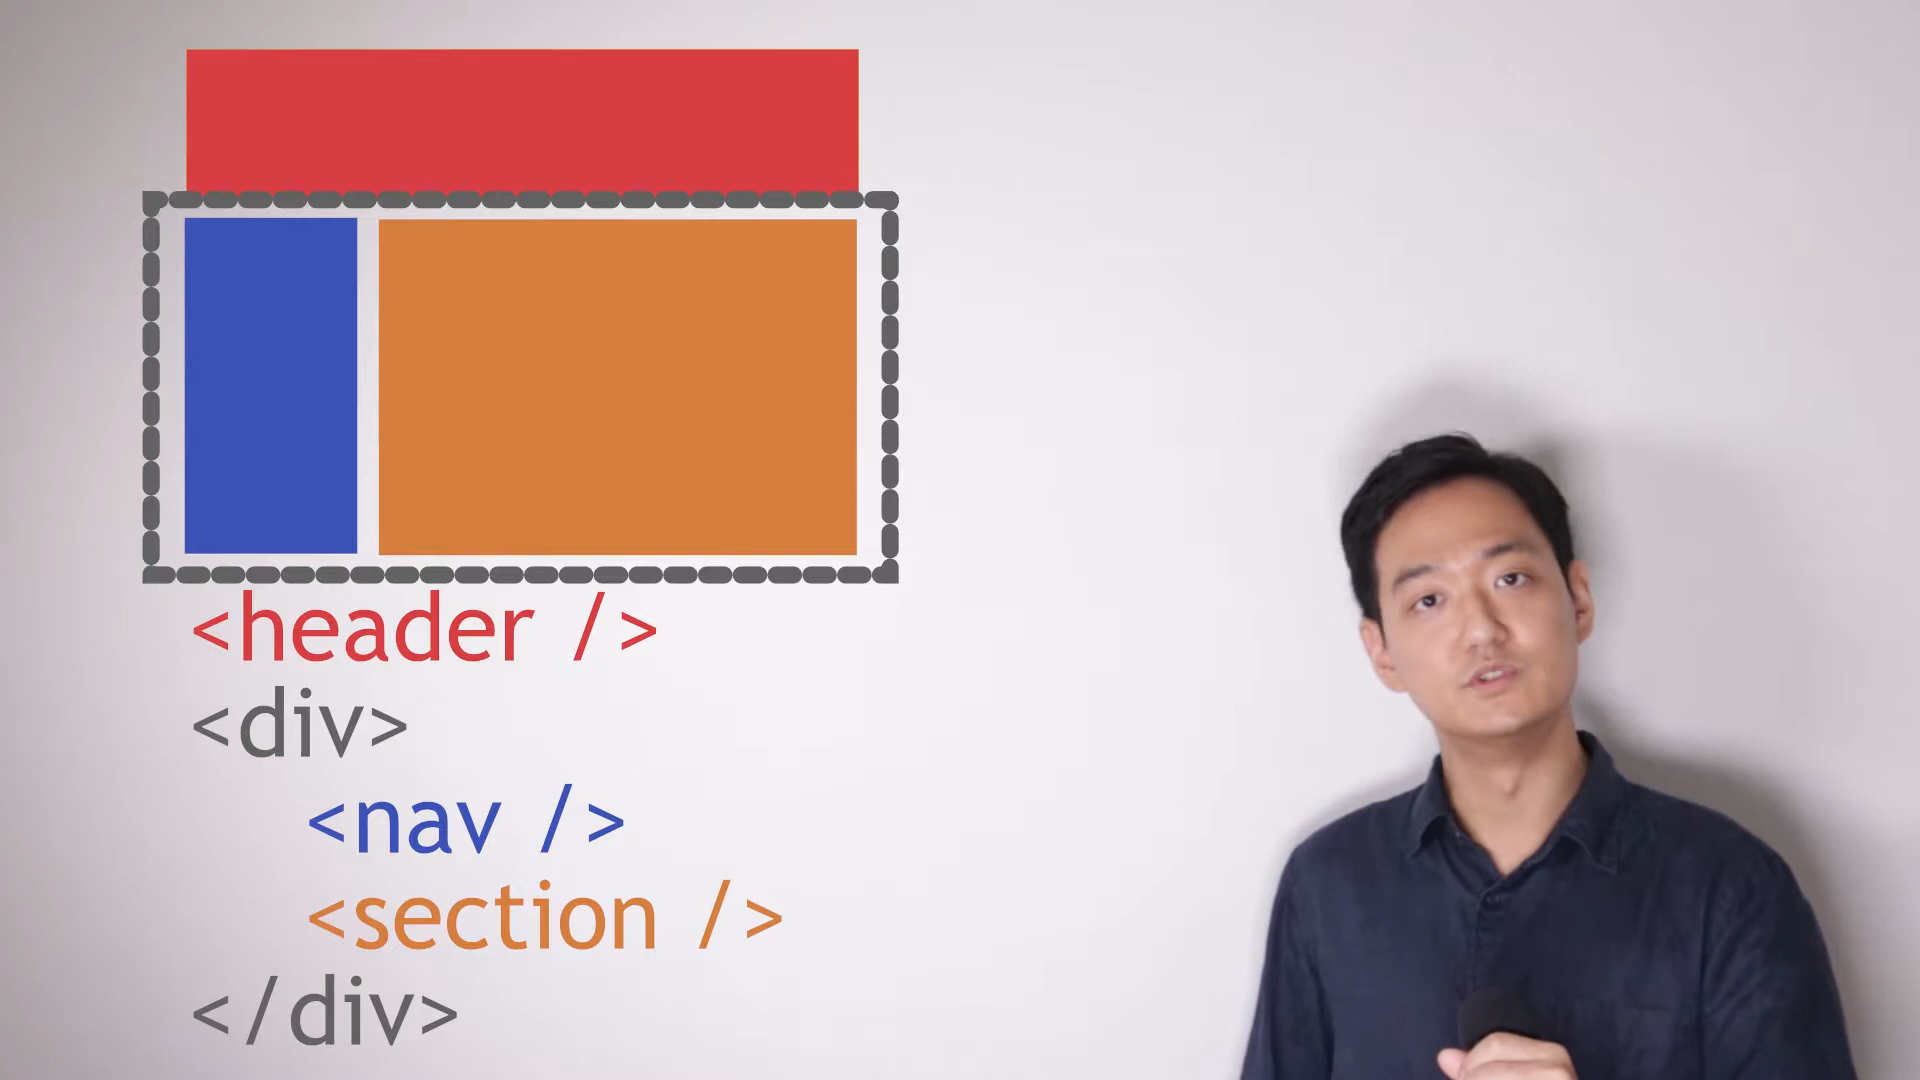 <header />
<div>
<nav />
<section />
</div>